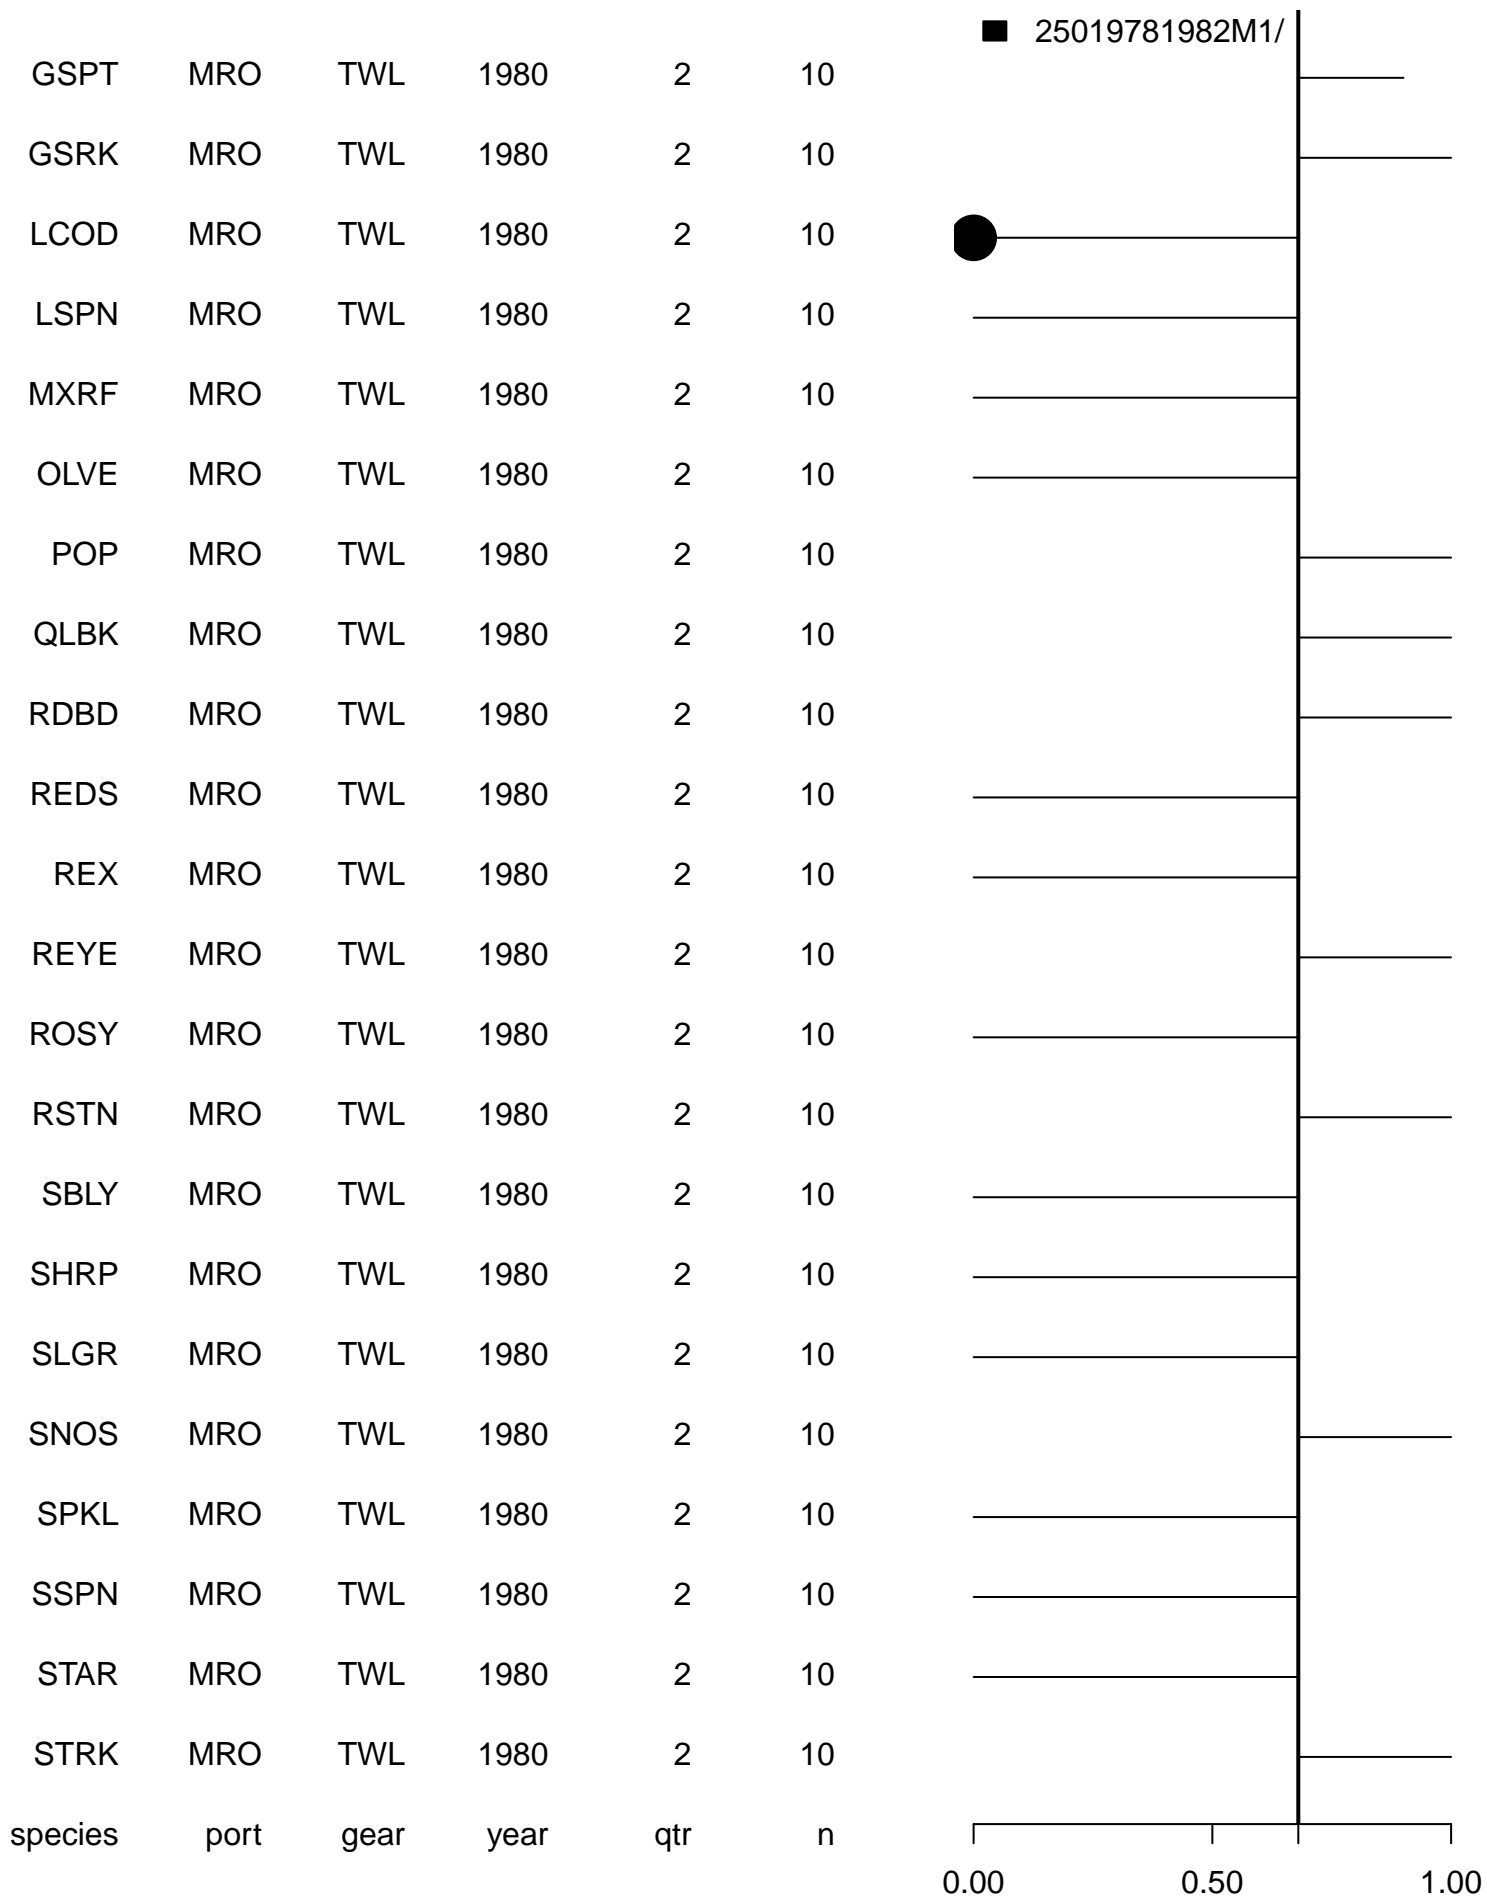 25019781982M1/
GSPT MRO TWL 1980 2 10
GSRK MRO TWL 1980 2 10
LCOD MRO TWL 1980 2 10
LSPN MRO TWL 1980 2 10
MXRF MRO TWL 1980 2 10
OLVE MRO TWL 1980 2 10
POP MRO TWL 1980 2 10
QLBK MRO TWL 1980 2 10
RDBD MRO TWL 1980 2 10
REDS MRO TWL 1980 2 10
REX MRO TWL 1980 2 10
REYE MRO TWL 1980 2 10
ROSY MRO TWL 1980 2 10
RSTN MRO TWL 1980 2 10
SBLY MRO TWL 1980 2 10
SHRP MRO TWL 1980 2 10
SLGR MRO TWL 1980 2 10
SNOS MRO TWL 1980 2 10
SPKL MRO TWL 1980 2 10
SSPN MRO TWL 1980 2 10
STAR MRO TWL 1980 2 10
STRK MRO TWL 1980 2 10
species port gear year qtr n
0.00 0.50 1.00